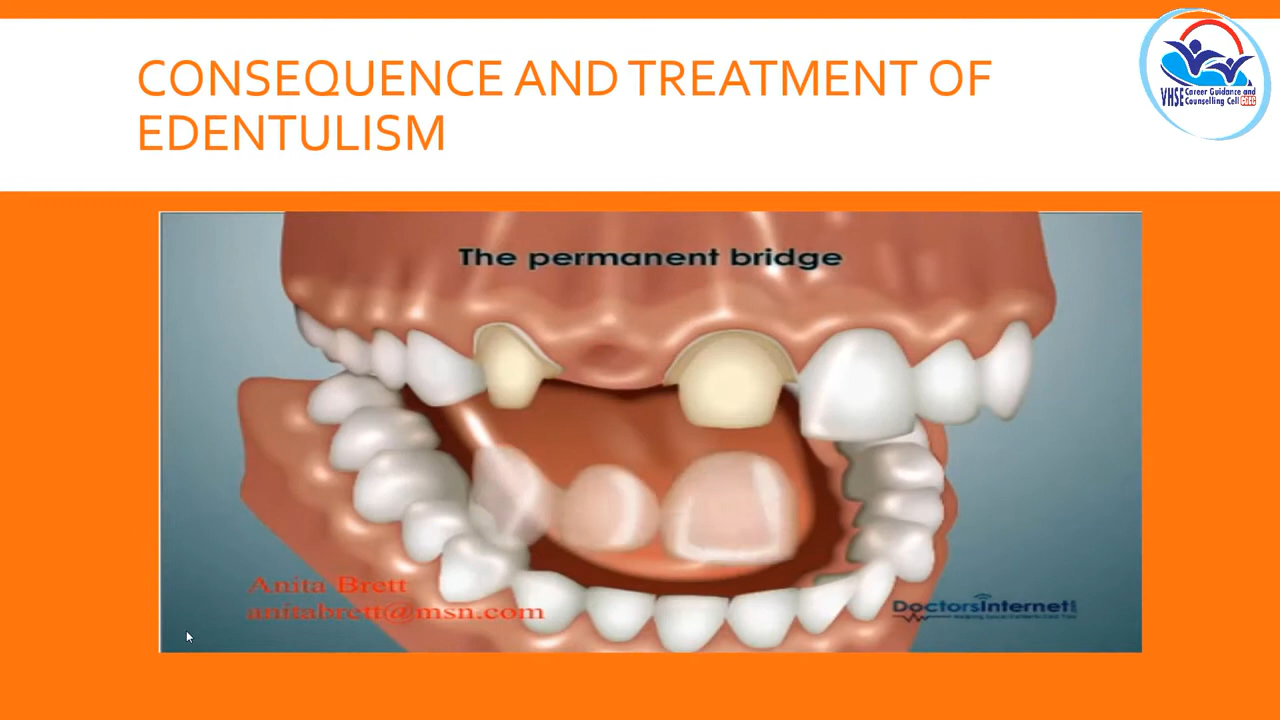 CONSEQUENCE AND TREATMENT OF
EDENTULISM
VHSE Career Guidance and
Counselling Cell CGCC
The permanent bridge
Anita Brett
anitabrett@msn.com
DoctorsInternet